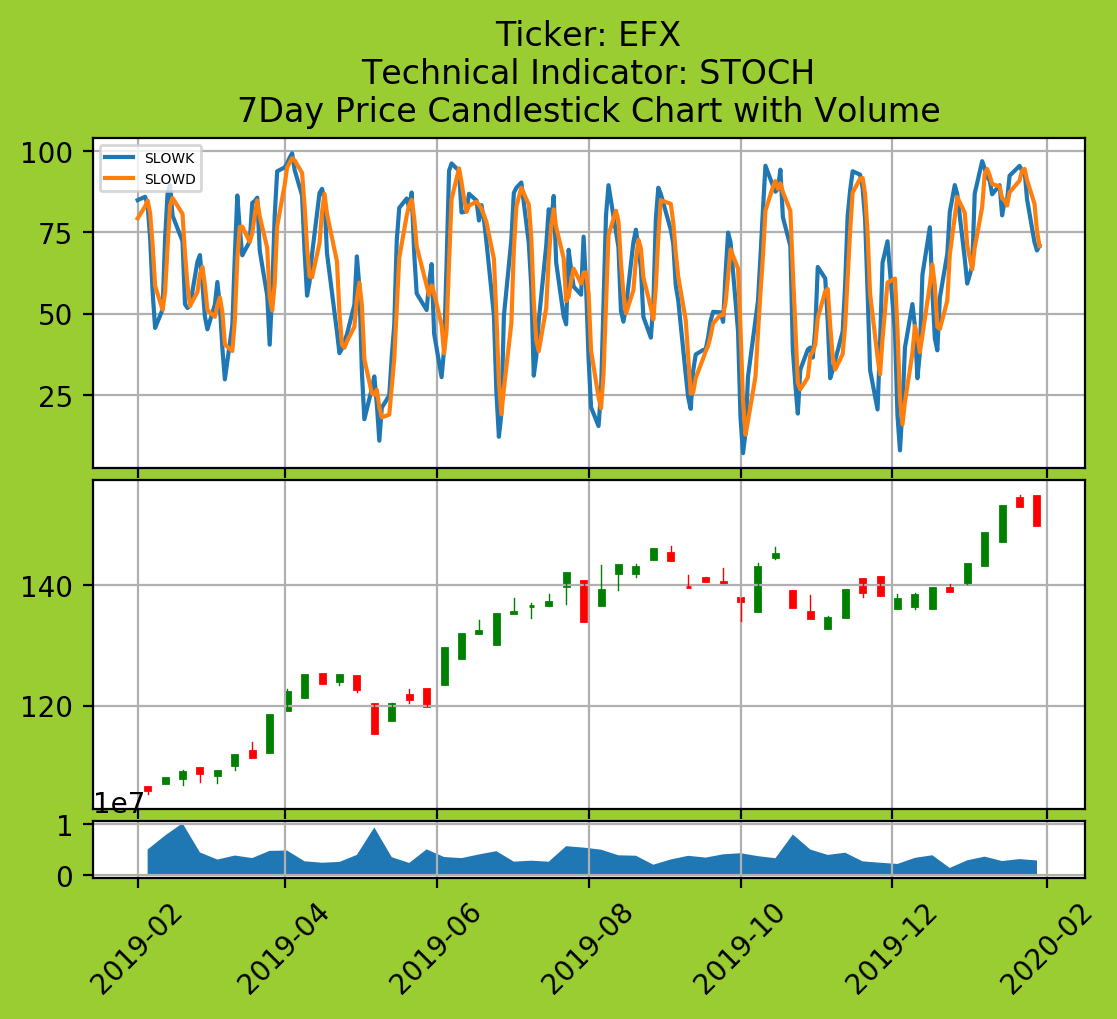 Ticker: EFX
Technical Indicator: STOCH
7Day Price Candlestick Chart with Volume
100
75
50
25
SLOWK
SLOWD
140
120
1e7
1
0
2019-02
2019-04
2019-06
2019-08
2019-10
2019-12
2020-02